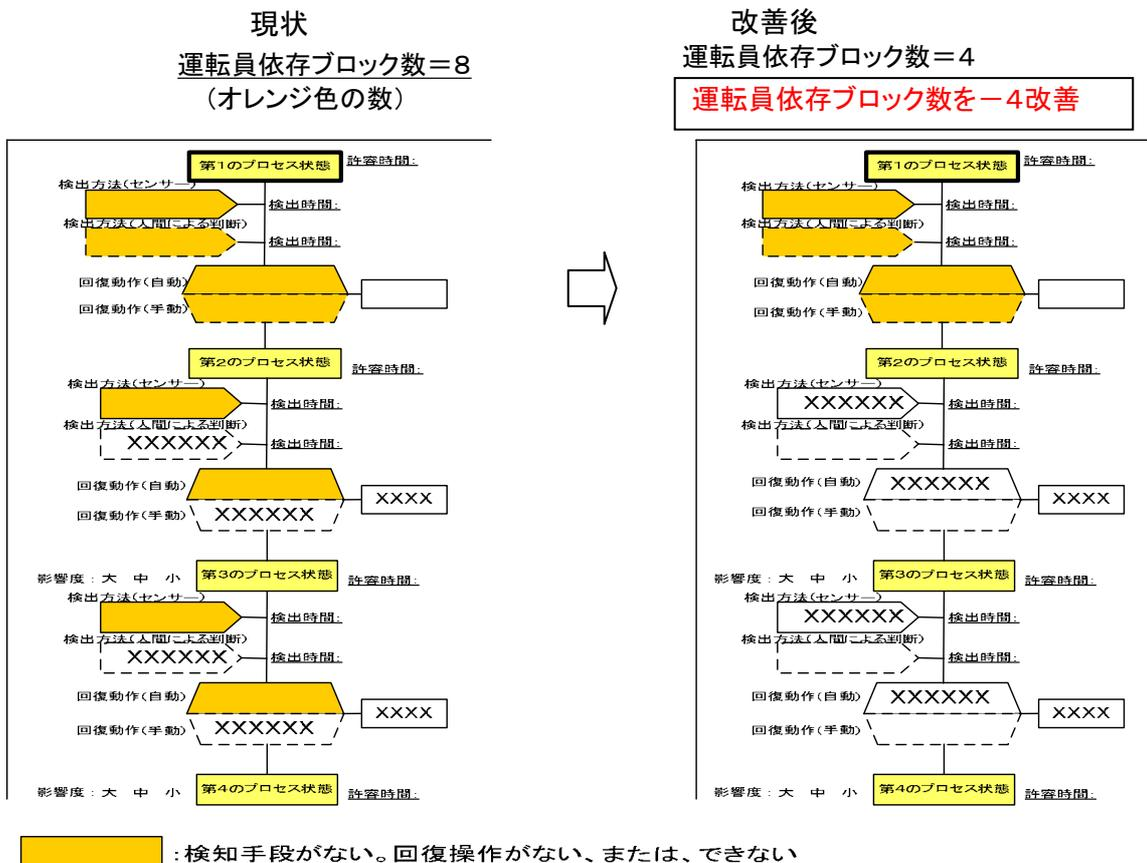 現状
運転員依存ブロック数=8
(オレンジ色の数)
第1のプロセス状態
許容時間:
検出方法(センサー)
検出時間:
検出方法(人間による判断)
検出時間:
回復動作(自動)
回復動作(手動)
第2のプロセス状態
許容時間:
検出方法(センサー)
検出時間:
検出方法(人間による判断)
XXXXXX
検出時間:
回復動作(自動)
XXXX
回復動作(手動)
XXXXXX
影響度:大 中 小
第3のプロセス状態
許容時間:
検出方法(センサー)
検出時間:
検出方法(人間による判断)
XXXXXX
検出時間:
回復動作(自動)
XXXX
回復動作(手動)
XXXXXX
影響度:大 中 小
第4のプロセス状態
許容時間:
改善後
運転員依存ブロック数=4
運転員依存ブロック数を-4改善
第1のプロセス状態
許容時間:
検出方法(センサー)
検出時間:
検出方法(人間による判断)
検出時間:
回復動作(自動)
回復動作(手動)
第2のプロセス状態
許容時間:
検出方法(センサー)
XXXXXX
検出時間:
検出方法(人間による判断)
検出時間:
回復動作(自動)
XXXXXX
XXXX
回復動作(手動)
影響度:大 中 小
第3のプロセス状態
許容時間:
検出方法(センサー)
XXXXXX
検出時間:
検出方法(人間による判断)
検出時間:
回復動作(自動)
XXXXXX
XXXX
回復動作(手動)
影響度:大 中 小
第4のプロセス状態
許容時間:
:検知手段がない。回復操作がない、または、できない